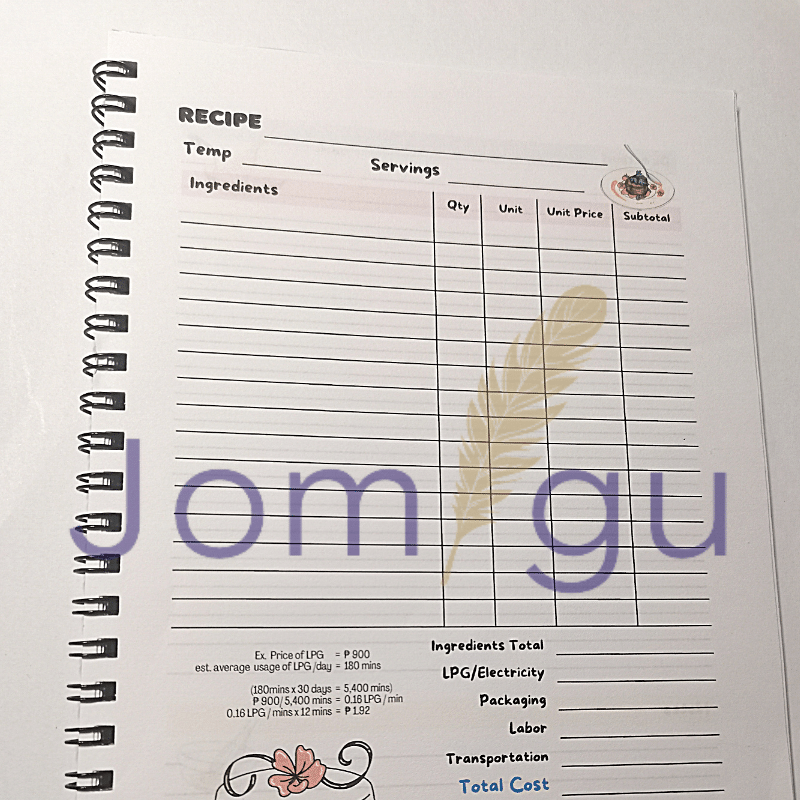 RECIPE
Temp Servings
Ingredients Qty Unit Unit Price Subtotal
Jom gu
Ex. Price of LPG = ₱ 900
est. average usage of LPG /day = 180 mins
(180mins x 30 days = 5,400 mins)
₱ 900/ 5,400 mins = 0.16 LPG / min
0.16 LPG / mins x 12 mins = ₱ 1.92
Ingredients Total
LPG/Electricity
Packaging
Labor
Transportation
Total Cost